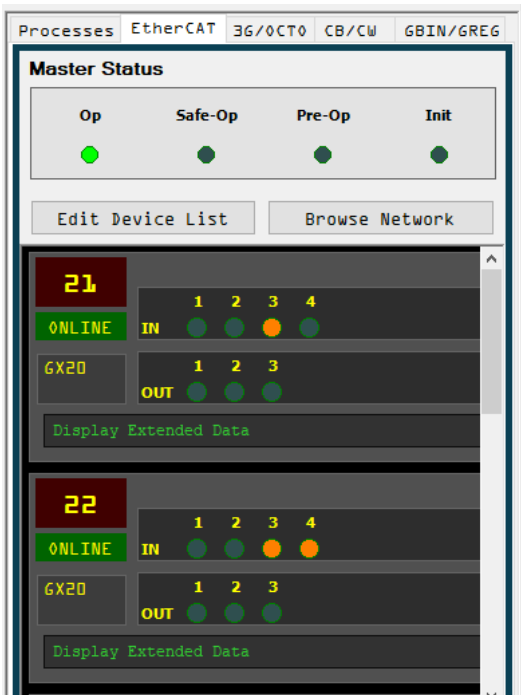 Processes EtherCAT 3G/OCTO CB/CW GBIN/GREG
Master Status
Op Safe-Op Pre-Op Init
Edit Device List Browse Network
21
1 2 3 4
ONLINE IN
GX20 1 2 3
OUT
Display Extended Data
22
1 2 3 4
ONLINE IN
GX20 1 2 3
OUT
Display Extended Data